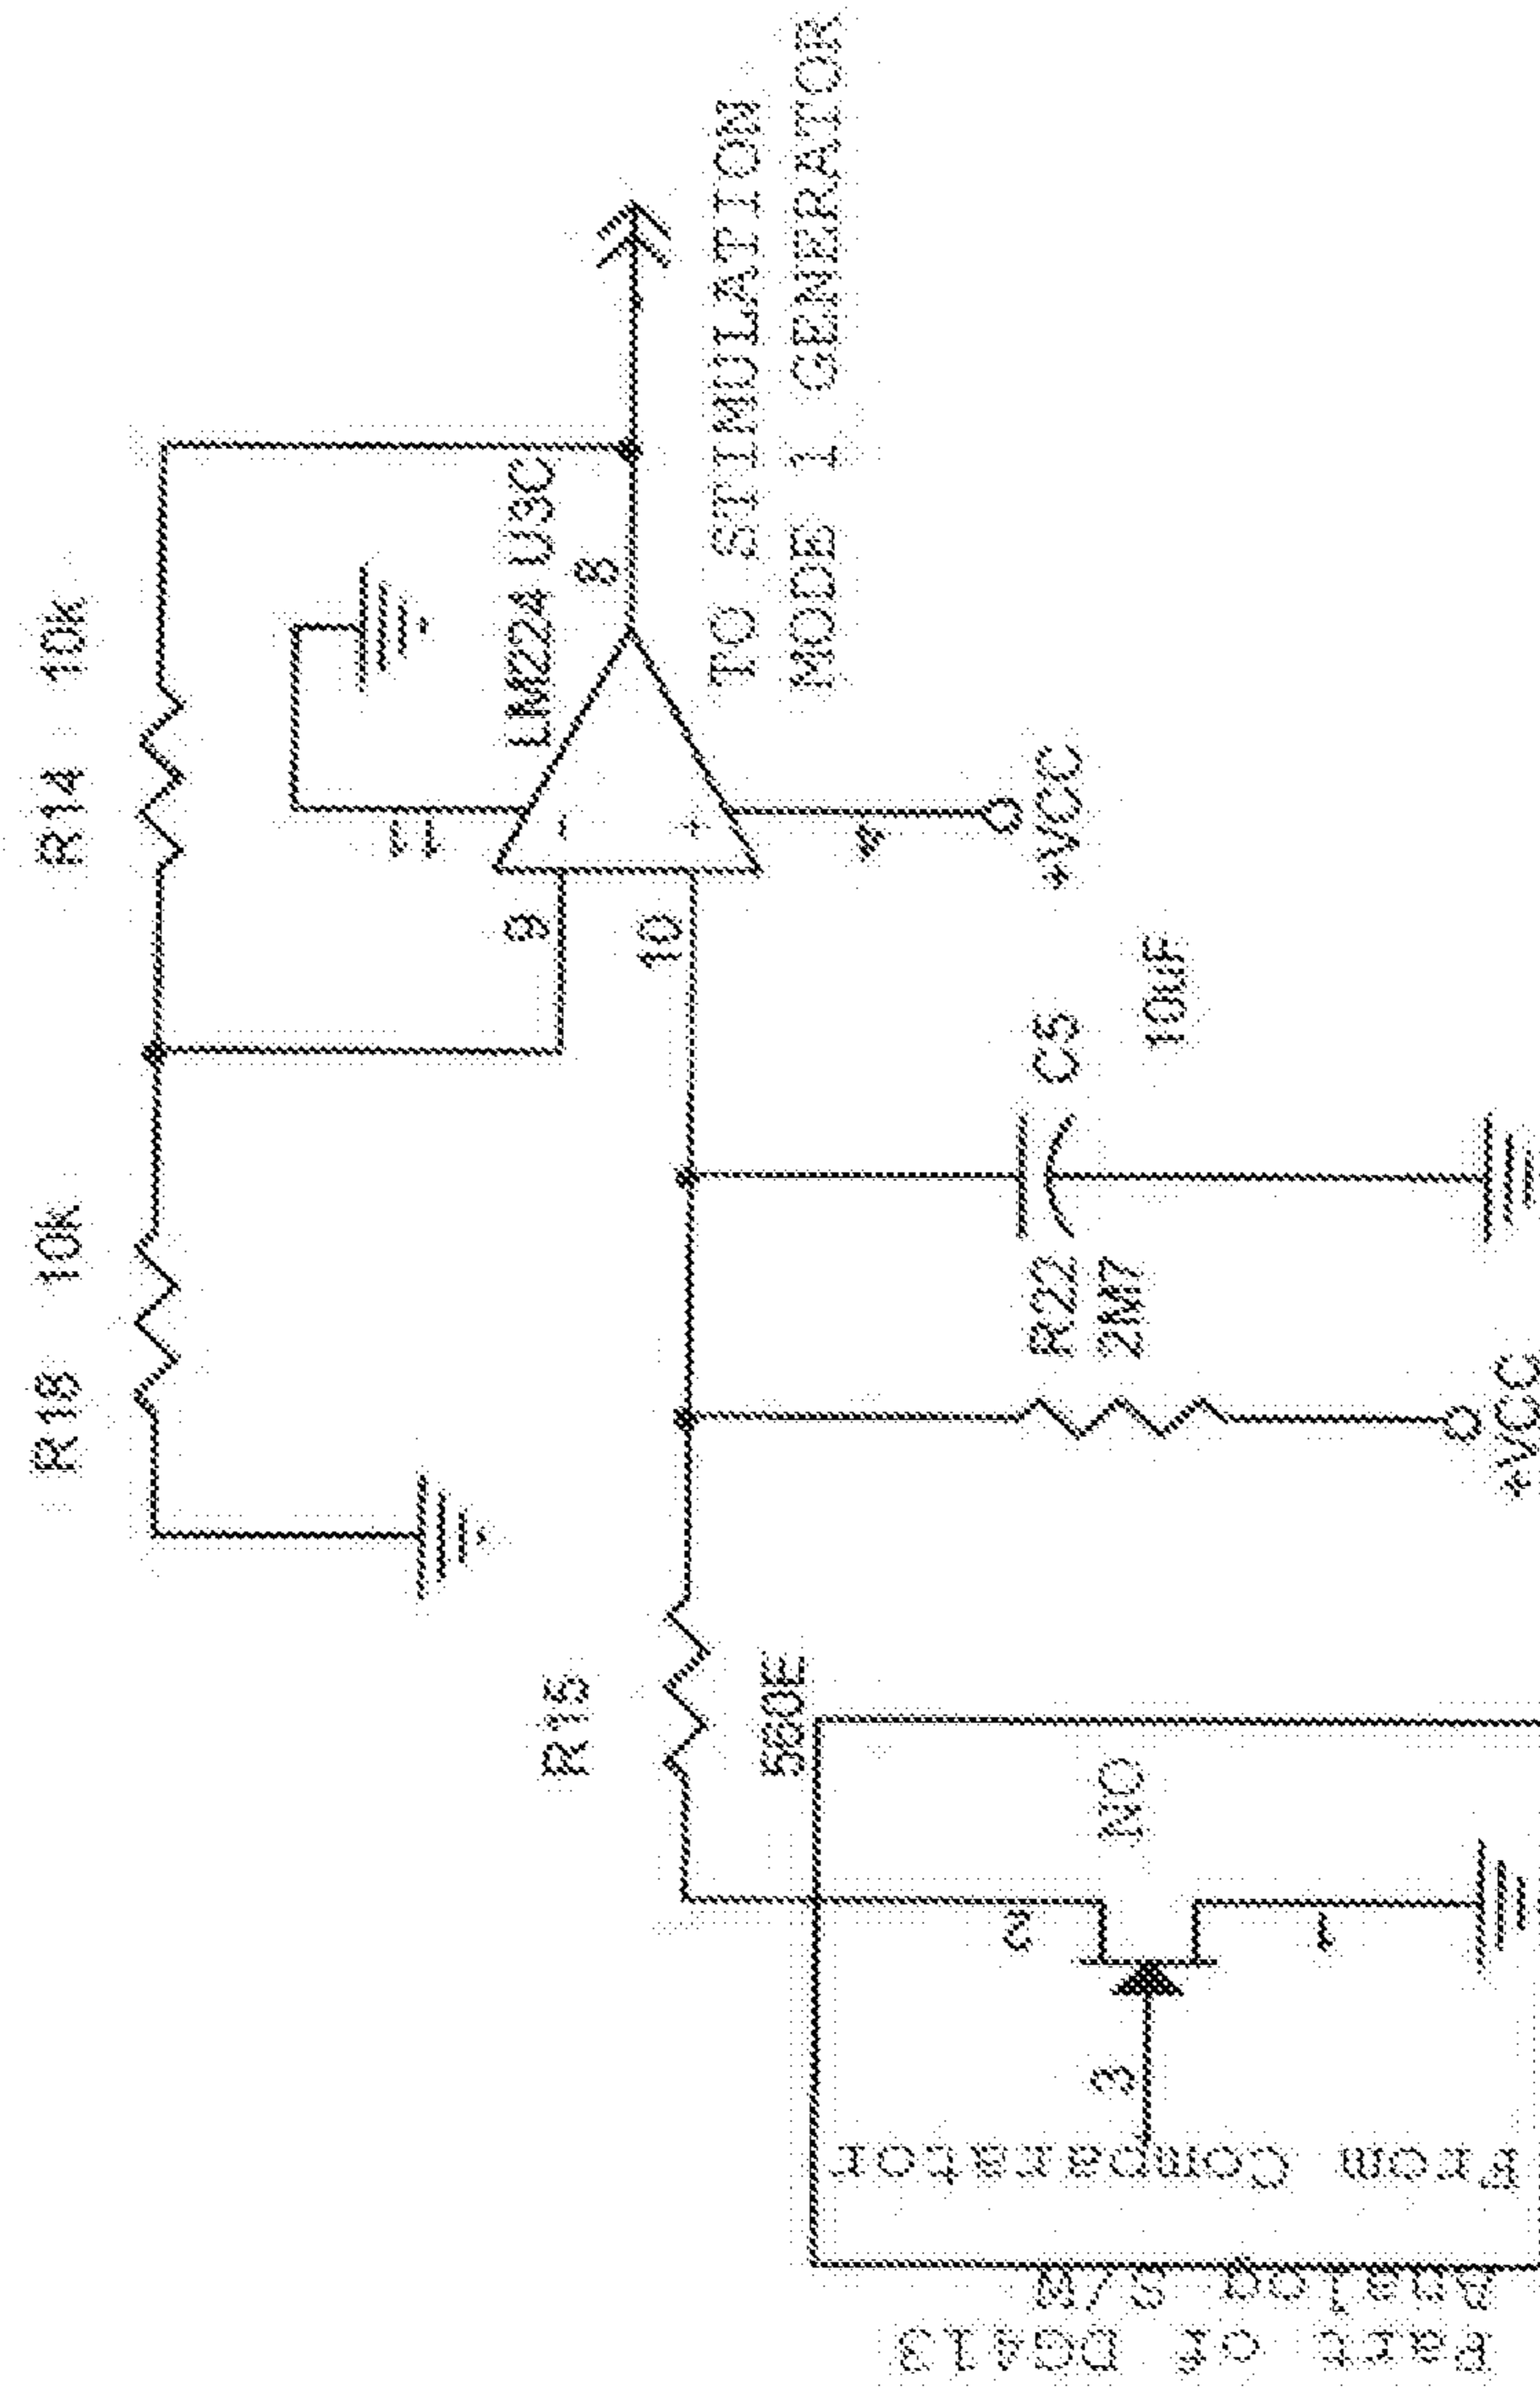 R18 10k
R14 10k
11
LM224 U3C
9
8
10
4
+VCC
TO STIMULATION
MODE 1 GENERATOR
R15
560E
R22
2M7
+VCC
C5
10uF
NO
2
1
3
From Comparator
Part of DG413
Analog S/W